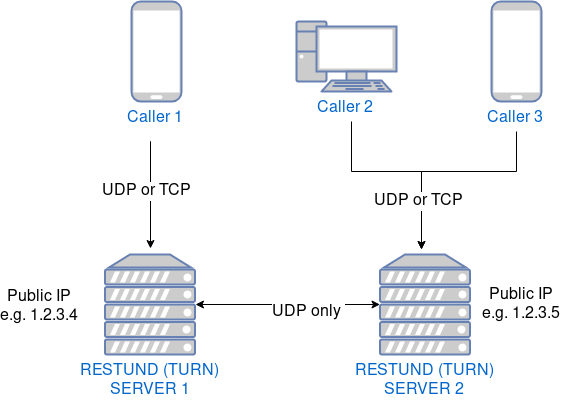 Caller 1
Caller 2
Caller 3
UDP or TCP
UDP or TCP
Public IP
e.g. 1.2.3.4
UDP only
Public IP
e.g. 1.2.3.5
RESTUND (TURN)
SERVER 1
RESTUND (TURN)
SERVER 2